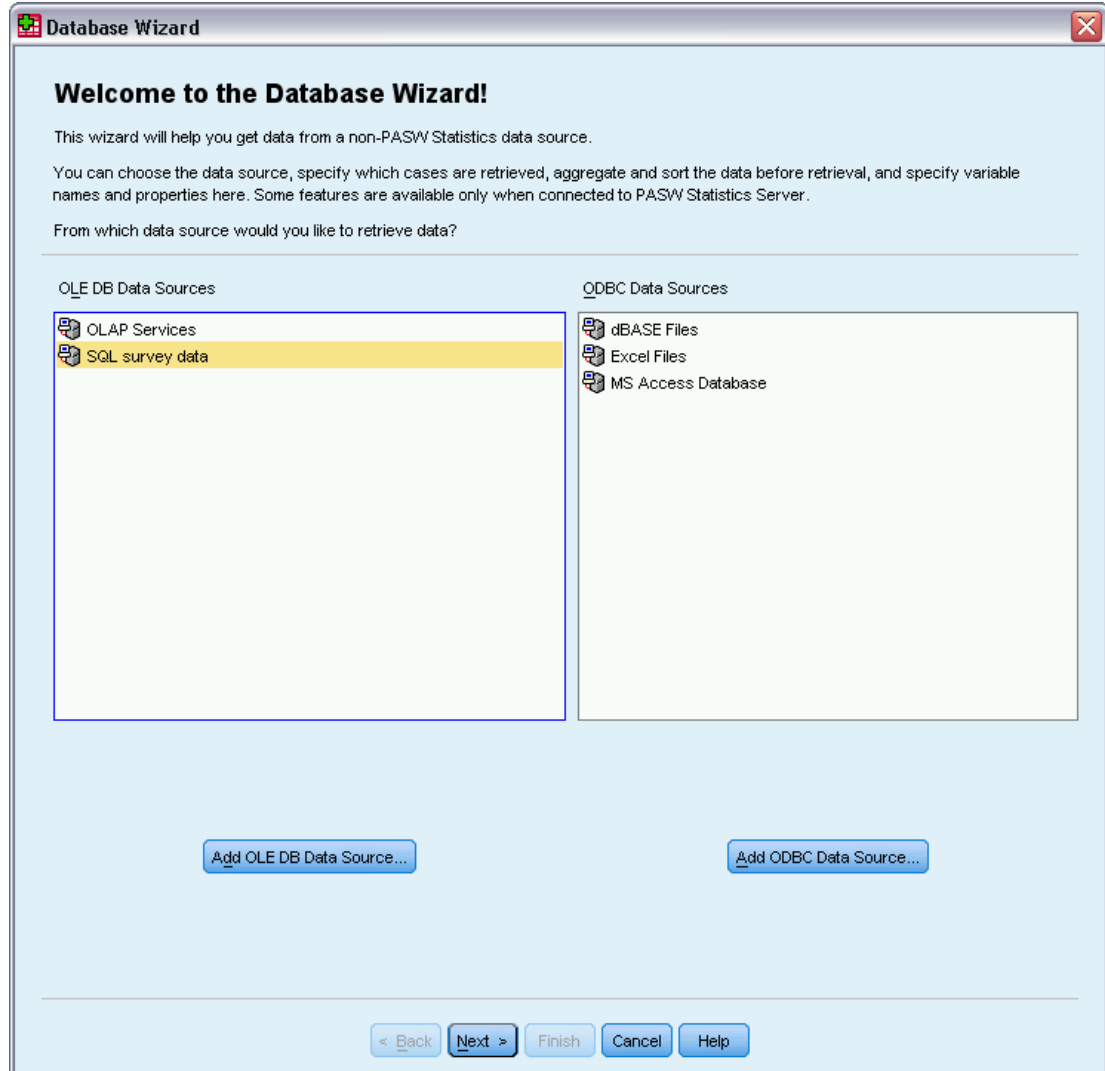 Database Wizard
Welcome to the Database Wizard!
This wizard will help you get data from a non-PASW Statistics data source.
You can choose the data source, specify which cases are retrieved, aggregate and sort the data before retrieval, and specify variable
names and properties here. Some features are available only when connected to PASW Statistics Server.
From which data source would you like to retrieve data?
OLE DB Data Sources
OLAP Services
SQL survey data
ODBC Data Sources
dBASE Files
Excel Files
MS Access Database
Add OLE DB Data Source...
Add ODBC Data Source...
< Back
Next >
Finish
Cancel
Help